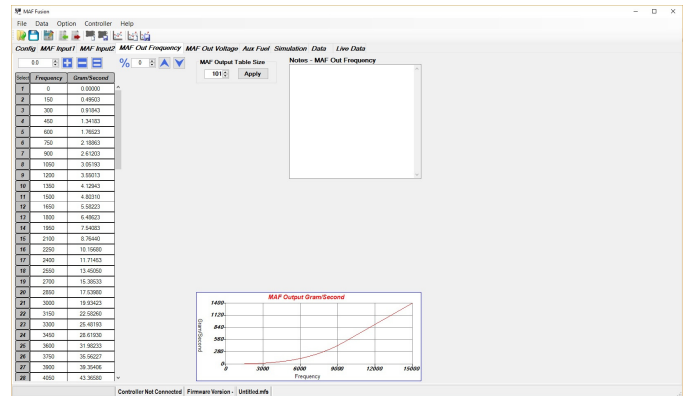 MAF Fusion
File Data Option Controller Help
Config MAF Input1 MAF Input2 MAF Out Frequency MAF Out Voltage Aux Fuel Simulation Data Live Data
0.0 % 0
MAF Output Table Size
101 Apply
Notes - MAF Out Frequency
Select Frequency Gram/Second
1 0 0.00000
2 150 0.49503
3 300 0.91843
4 450 1.34183
5 600 1.76523
6 750 2.18863
7 900 2.61203
8 1050 3.05193
9 1200 3.55013
10 1350 4.12943
11 1500 4.80310
12 1650 5.58223
13 1800 6.48623
14 1950 7.54083
15 2100 8.76440
16 2250 10.15680
17 2400 11.71453
18 2550 13.45050
19 2700 15.38533
20 2850 17.53980
21 3000 19.93423
22 3150 22.58260
23 3300 25.48193
24 3450 28.61930
25 3600 31.98233
26 3750 35.56227
27 3900 39.35406
28 4050 43.36580
MAF Output Gram/Second
Gram/Second
1400
1120
840
560
280
0
0 3000 6000 9000 12000 15000
Frequency
Controller Not Connected Firmware Version - Untitled.mfs